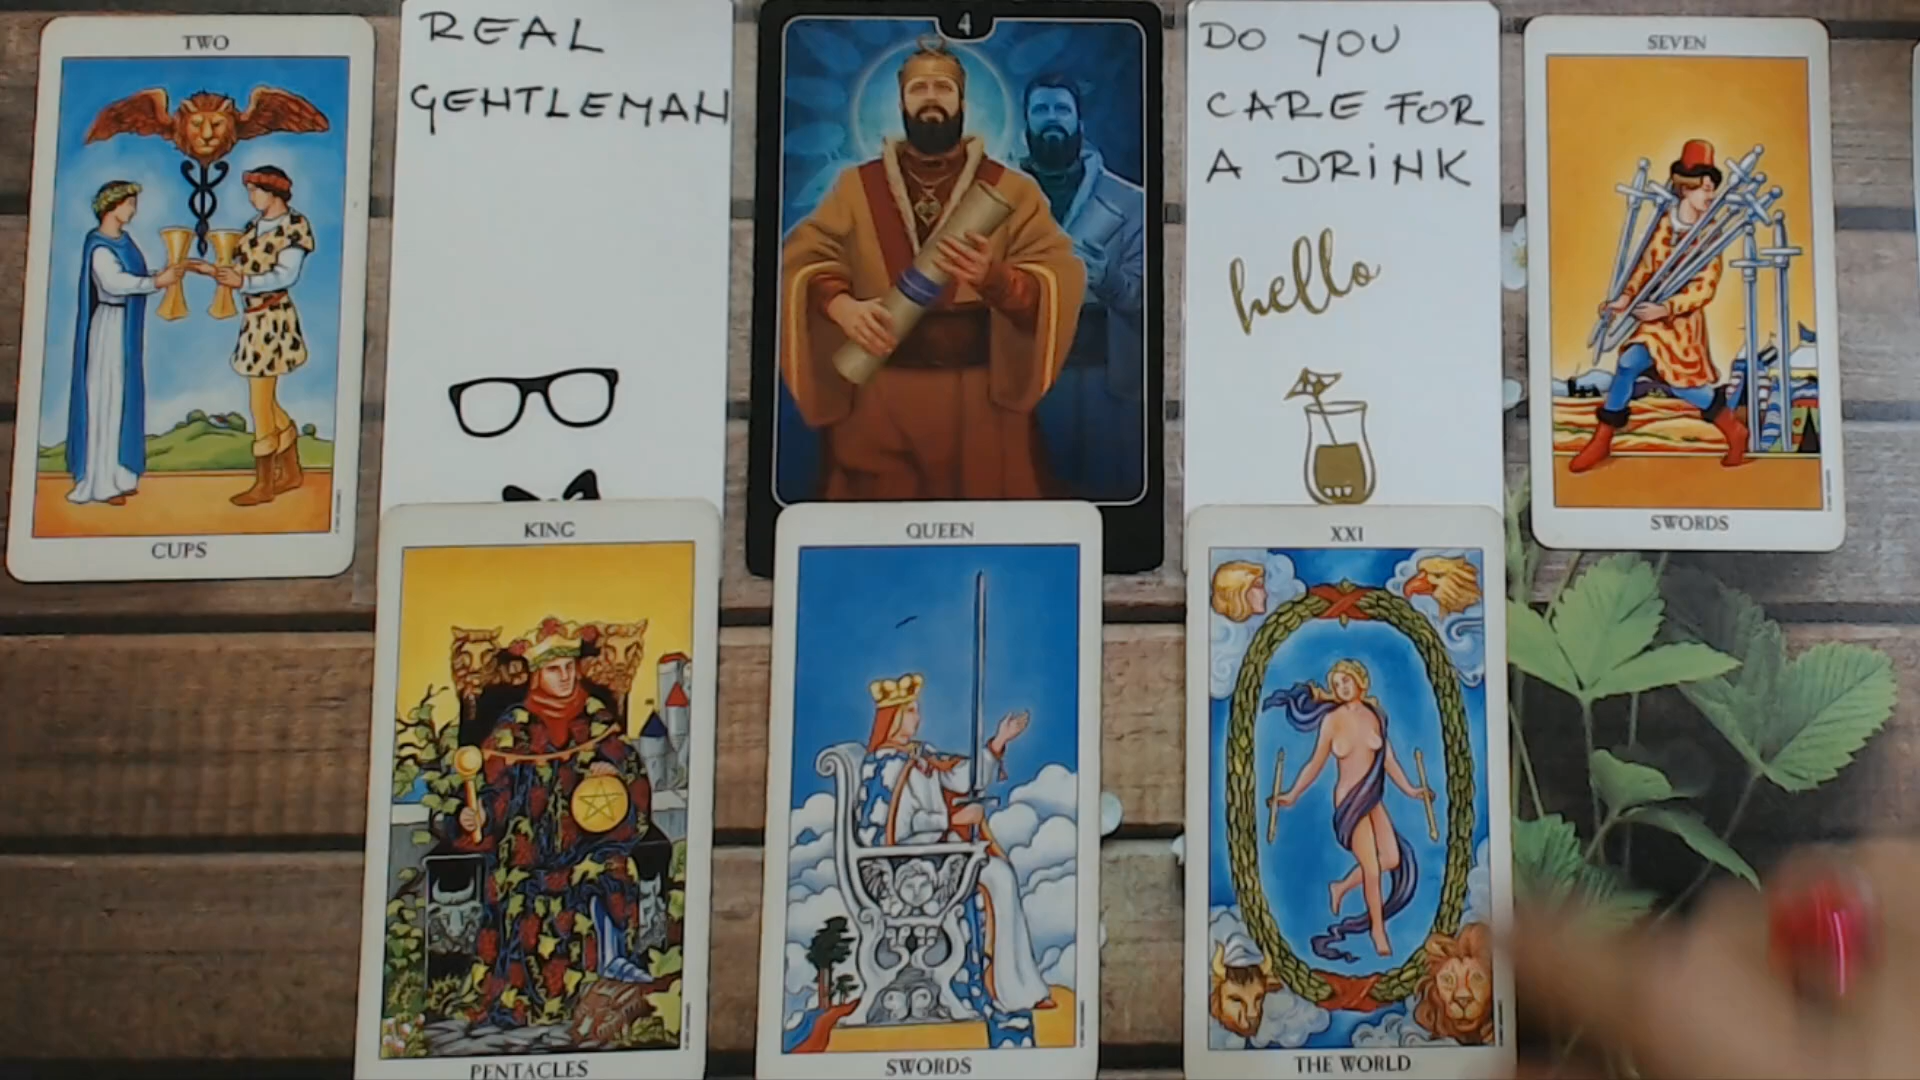 TWO
CUPS
REAL
GENTLEMAN
4
DO YOU
CARE FOR
A DRINK
hello
SEVEN
SWORDS
KING
PENTACLES
QUEEN
SWORDS
XXI
THE WORLD